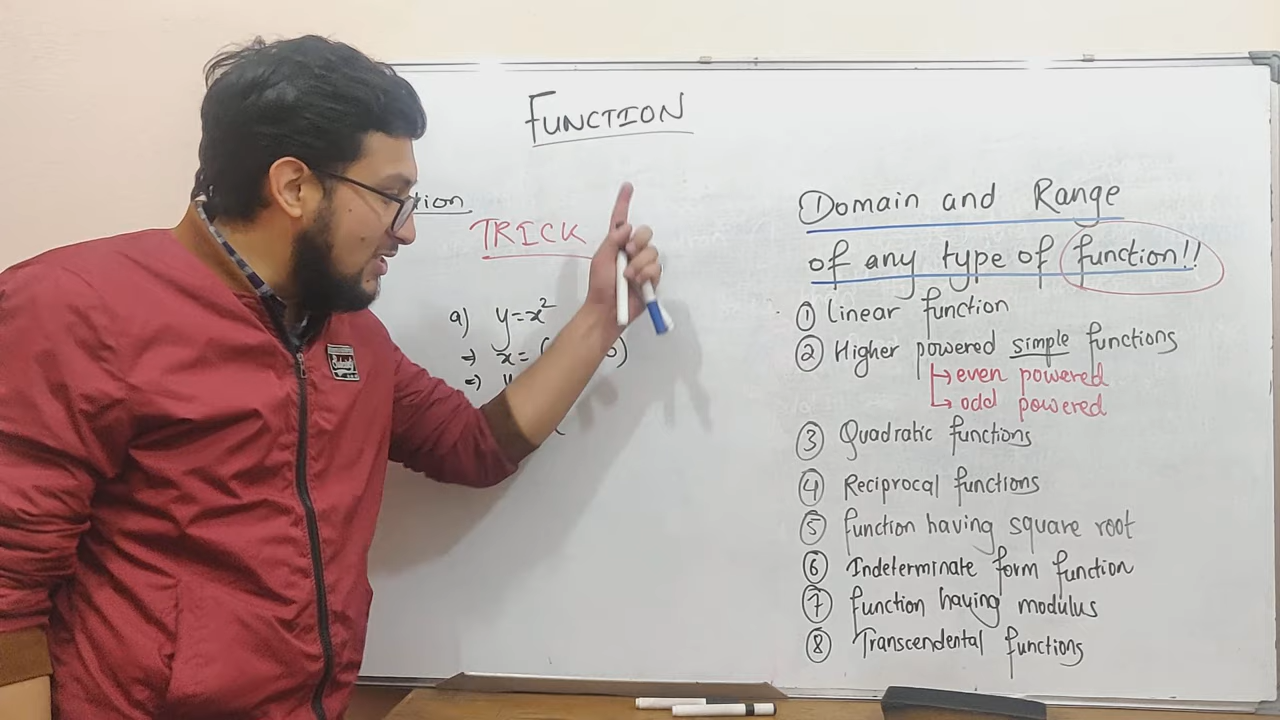 FUNCTION
TRICK
a) y=x²
⇒ x= (
⇒ y
Domain and Range
of any type of function!!
① Linear function
② Higher powered simple functions
↳ even powered
↳ odd powered
③ Quadratic functions
④ Reciprocal functions
⑤ function having square root
⑥ Indeterminate form function
⑦ function having modulus
⑧ Transcendental functions